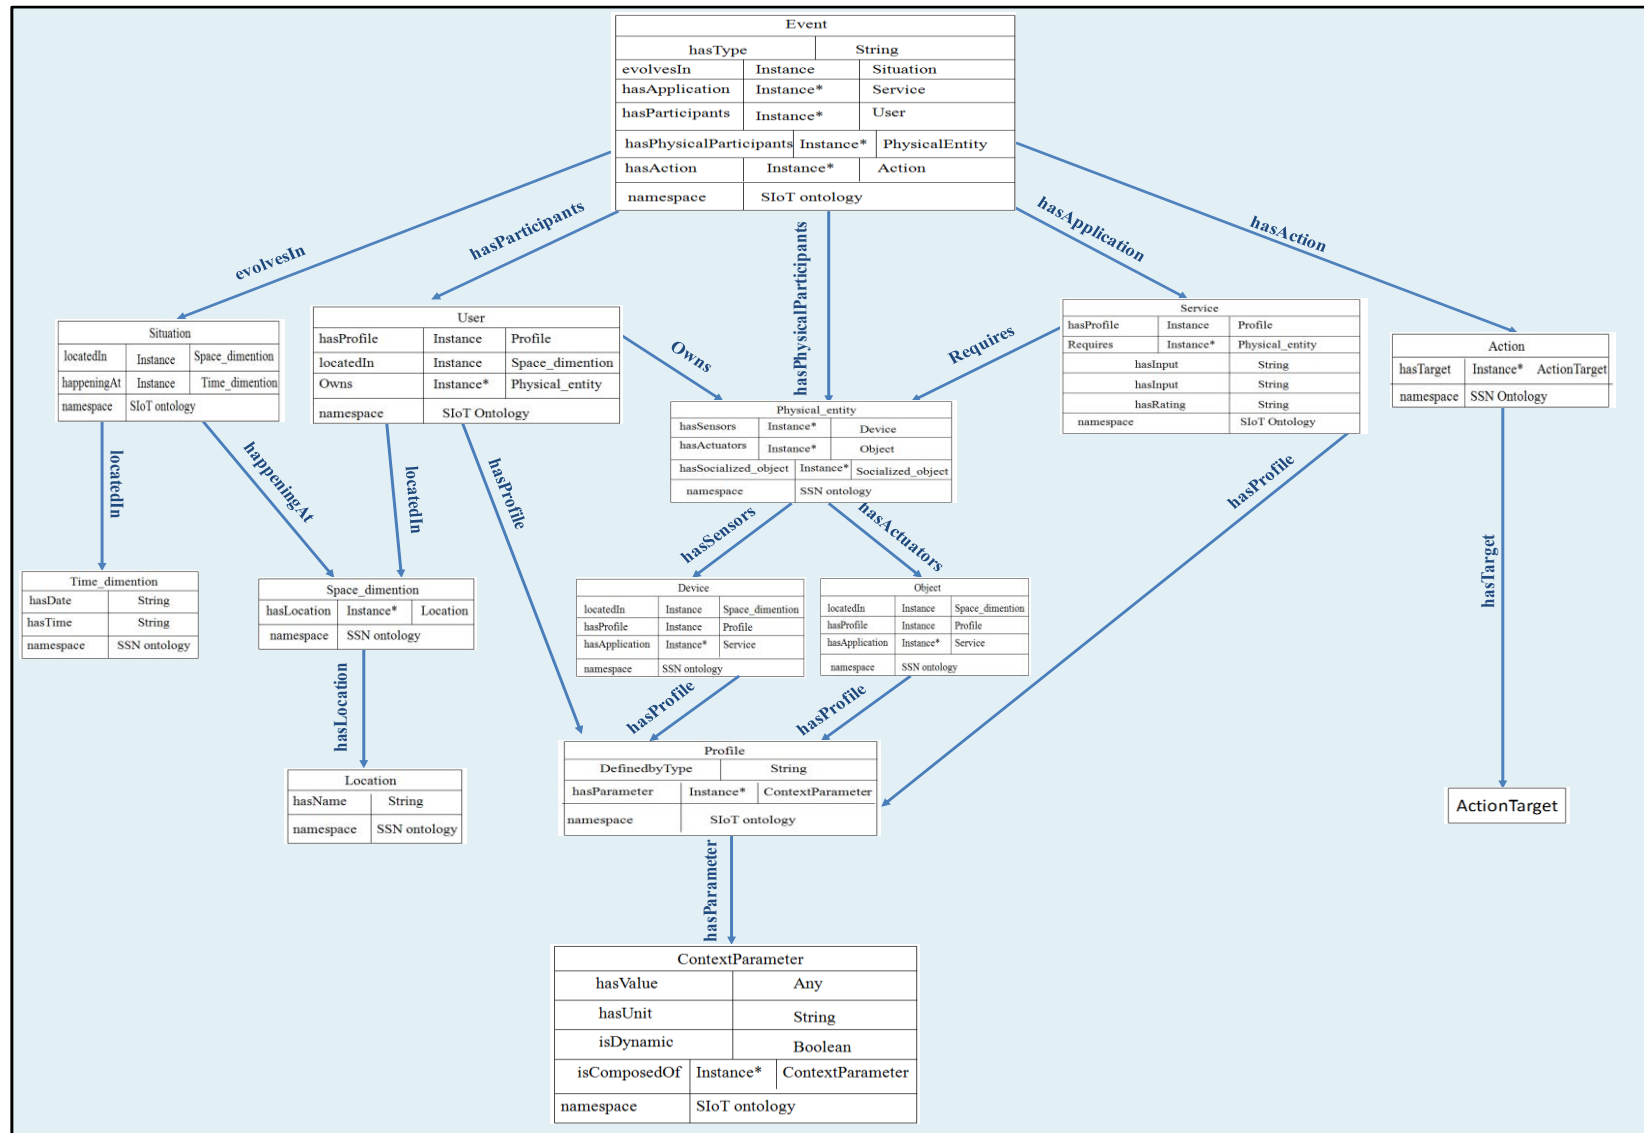 Event
hasType String
evolvesIn Instance Situation
hasApplication Instance* Service
hasParticipants Instance* User
hasPhysicalParticipants Instance* PhysicalEntity
hasAction Instance* Action
namespace SIoT ontology
evolvesIn
hasParticipants
hasPhysicalParticipants
hasApplication
hasAction
Situation
locatedIn Instance Space_dimention
happeningAt Instance Time_dimention
namespace SIoT ontology
User
hasProfile Instance Profile
locatedIn Instance Space_dimention
Owns Instance* Physical_entity
namespace SIoT Ontology
Owns
Requires
Service
hasProfile Instance Profile
Requires Instance* Physical_entity
hasInput String
hasInput String
hasRating String
namespace SIoT Ontology
Action
hasTarget Instance* ActionTarget
namespace SSN Ontology
Physical_entity
hasSensors Instance* Device
hasActuators Instance* Object
hasSocialized_object Instance* Socialized_object
namespace SSN ontology
locatedIn
happeningAt
locatedIn
hasProfile
hasSensors
hasActuators
hasProfile
hasTarget
Time_dimention
hasDate String
hasTime String
namespace SSN ontology
Space_dimention
hasLocation Instance* Location
namespace SSN ontology
Device
locatedIn Instance Space_dimention
hasProfile Instance Profile
hasApplication Instance* Service
namespace SSN ontology
Object
locatedIn Instance Space_dimention
hasProfile Instance Profile
hasApplication Instance* Service
namespace SSN ontology
hasLocation
hasProfile
hasProfile
Location
hasName String
namespace SSN ontology
Profile
DefinedbyType String
hasParameter Instance* ContextParameter
namespace SIoT ontology
ActionTarget
hasParameter
ContextParameter
hasValue Any
hasUnit String
isDynamic Boolean
isComposedOf Instance* ContextParameter
namespace SIoT ontology